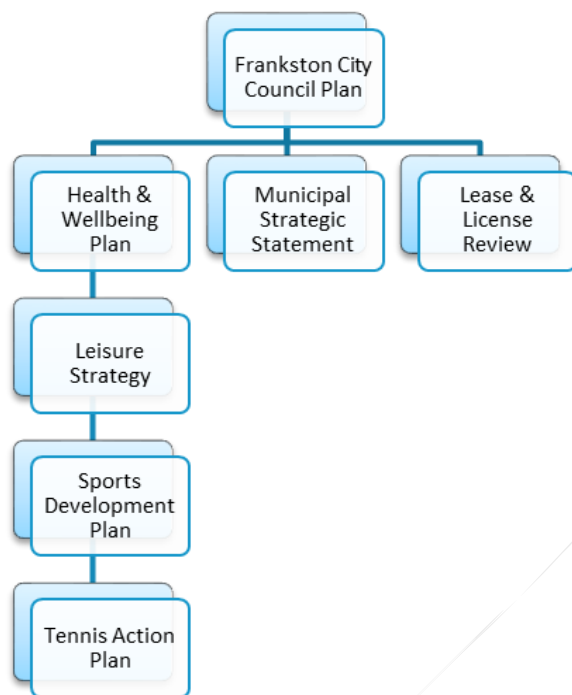 Frankston City
Council Plan
Health &
Wellbeing
Plan
Municipal
Strategic
Statement
Lease &
License
Review
Leisure
Strategy
Sports
Development
Plan
Tennis Action
Plan